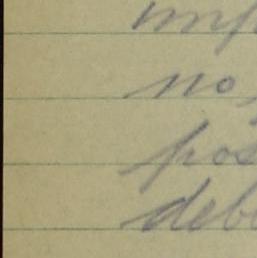 imp
no,
pos
deb